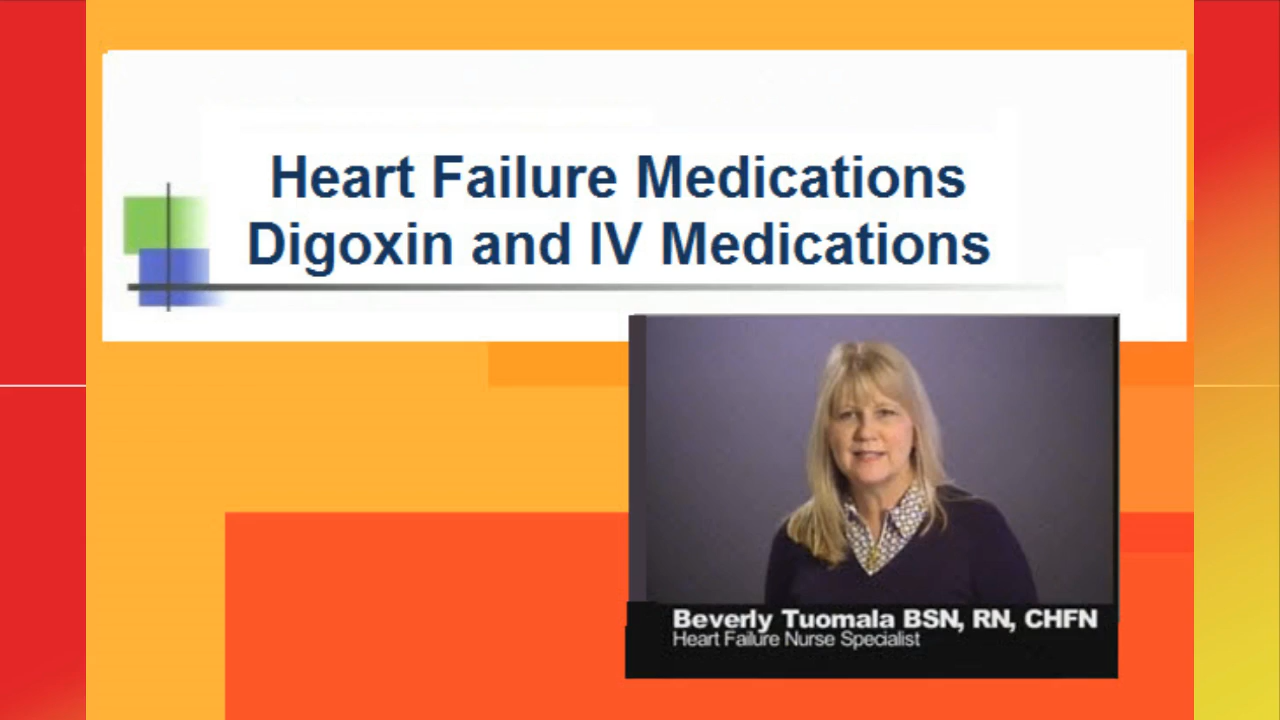 Heart Failure Medications
Digoxin and IV Medications
Beverly Tuomala BSN, RN, CHFN
Heart Failure Nurse Specialist